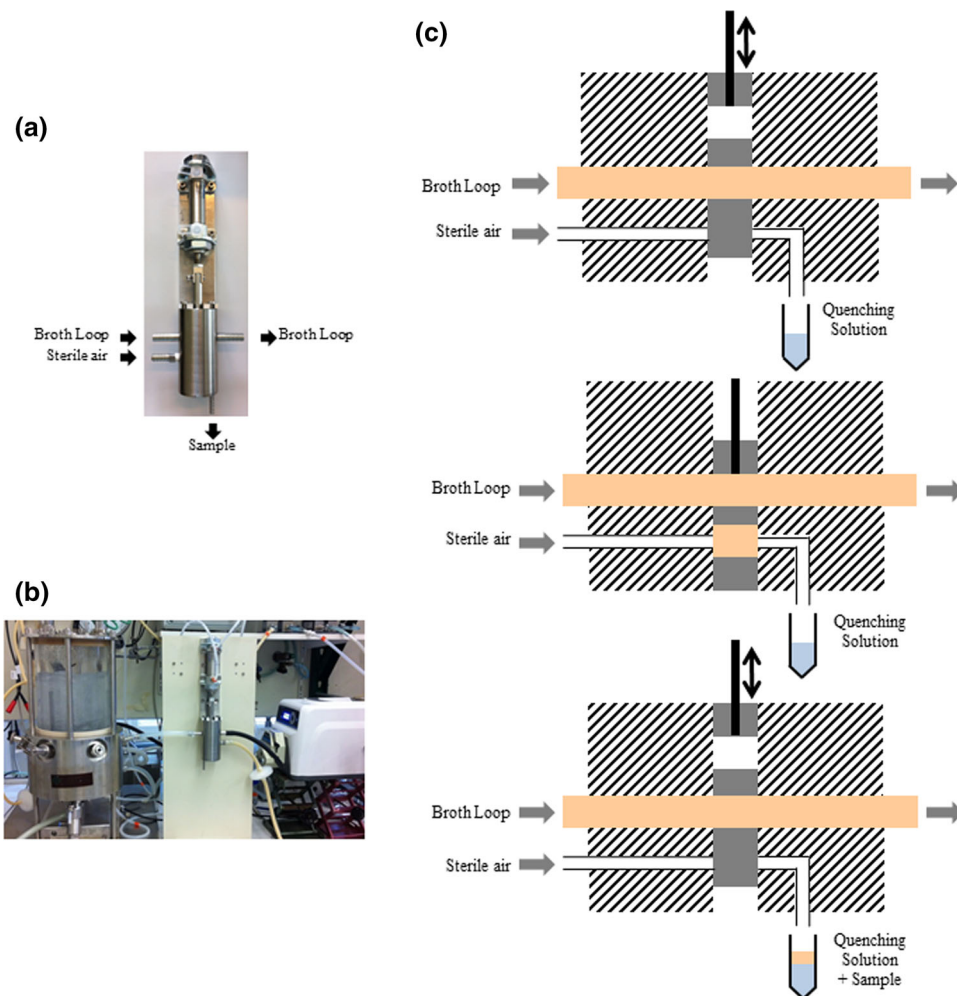 (a)
Broth Loop
Broth Loop
Sterile air
Sample
(b)
(c)
Broth Loop
Sterile air
Quenching
Solution
Broth Loop
Sterile air
Quenching
Solution
Broth Loop
Sterile air
Quenching
Solution
+ Sample